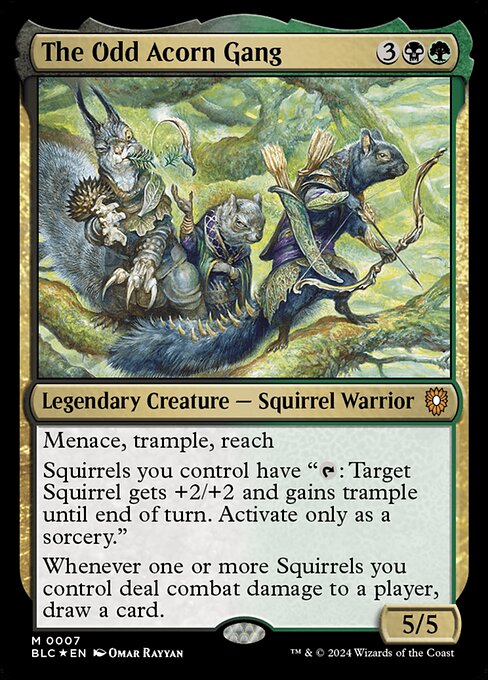 The Odd Acorn Gang 3
Legendary Creature — Squirrel Warrior
Menace, trample, reach
Squirrels you control have “: Target
Squirrel gets +2/+2 and gains trample
until end of turn. Activate only as a
sorcery.”
Whenever one or more Squirrels you
control deal combat damage to a player,
draw a card.
5/5
M 0007
BLC★EN Omar Rayyan ™ & © 2024 Wizards of the Coast